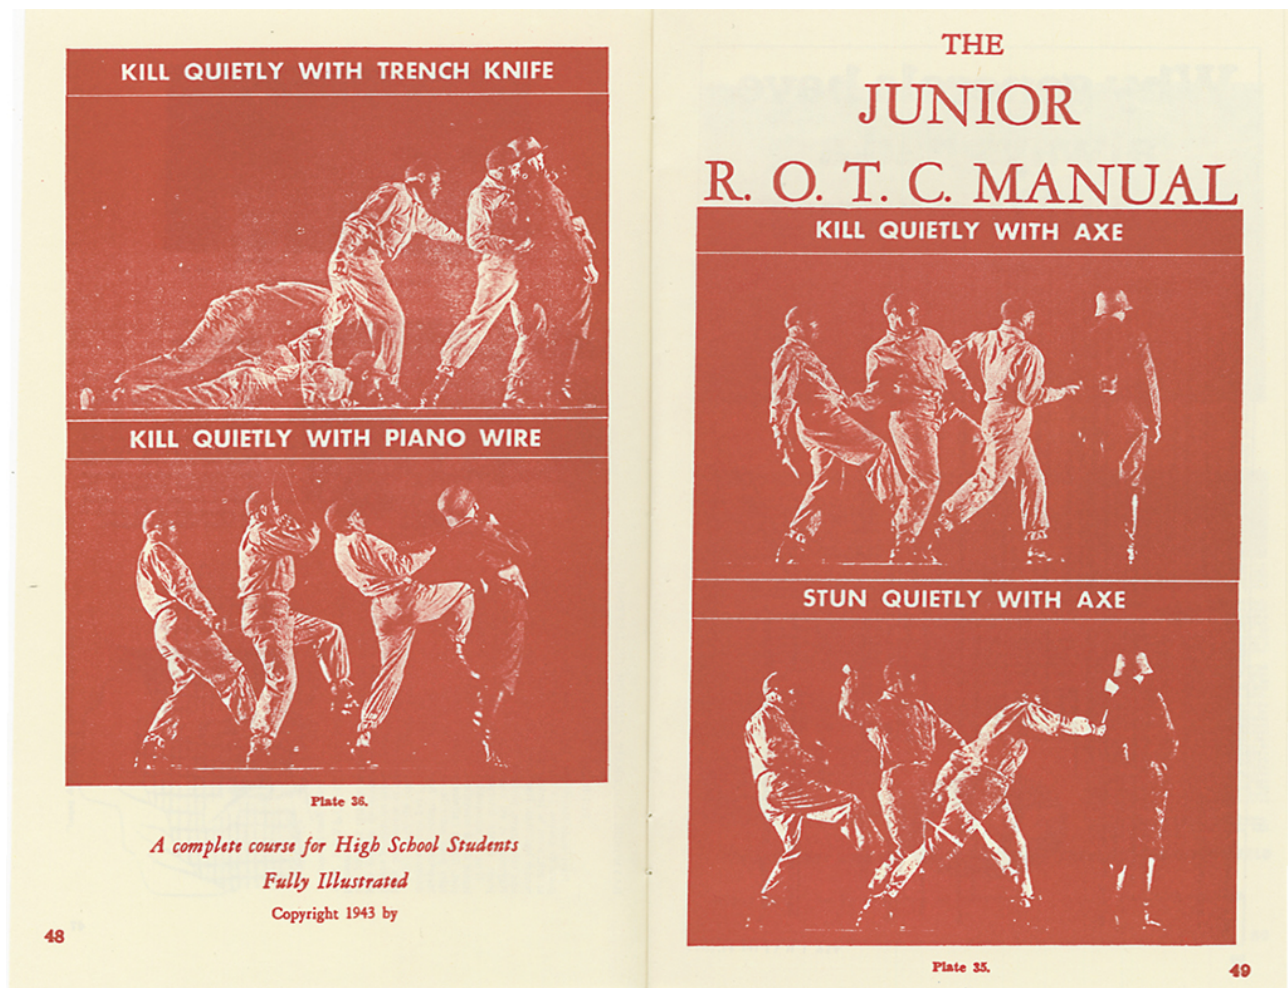 KILL QUIETLY WITH TRENCH KNIFE
KILL QUIETLY WITH PIANO WIRE
Plate 36.
A complete course for High School Students
Fully Illustrated
Copyright 1943 by
48
THE
JUNIOR
R. O. T. C. MANUAL
KILL QUIETLY WITH AXE
STUN QUIETLY WITH AXE
Plate 35.
49